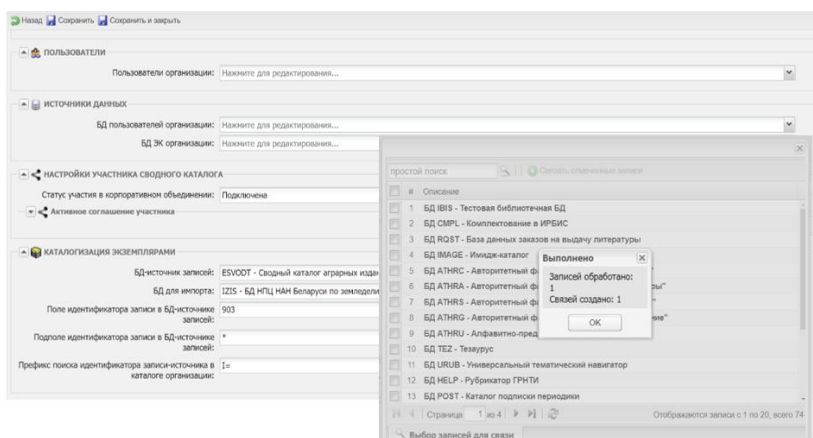 Назад Сохранить Сохранить и закрыть
ПОЛЬЗОВАТЕЛИ
Пользователи организации: Нажмите для редактирования...
ИСТОЧНИКИ ДАННЫХ
БД пользователей организации: Нажмите для редактирования...
БД ЭК организации: Нажмите для редактирования...
НАСТРОЙКИ УЧАСТНИКА СВОДНОГО КАТАЛОГА
Статус участия в корпоративном объединении: Подключена
Активное соглашение участника
КАТАЛОГИЗАЦИЯ ЭКЗЕМПЛЯРАМИ
БД-источник записей: ESVODT - Сводный каталог аграрных издан
БД для импорта: IZIS - БД НПЦ НАН Беларуси по земледели
Поле идентификатора записи в БД-источнике записей: 903
Подполе идентификатора записи в БД-источнике записей: *
Префикс поиска идентификатора записи-источника в каталоге организации: I=
простой поиск Связать отмеченные записи
# Описание
1 БД IBIS - Тестовая библиотечная БД
2 БД CMPL - Комплектование в ИРБИС
3 БД RQST - База данных заказов на выдачу литературы
4 БД IMAGE - Имидж-каталог
5 БД ATHRC - Авторитетный ф "
6 БД ATHRA - Авторитетный ф ры"
7 БД ATHRS - Авторитетный ф "
8 БД ATHRG - Авторитетный ф ния"
9 БД ATHRU - Алфавитно-пред
10 БД TEZ - Тезаурус
11 БД URUB - Универсальный тематический навигатор
12 БД HELP - Рубрикатор ГРНТИ
13 БД POST - Каталог подписки периодики
Страница 1 из 4 Отображаются записи с 1 по 20, всего 74
Выбор записей для связи
Выполнено
Записей обработано:
1
Связей создано: 1
OK